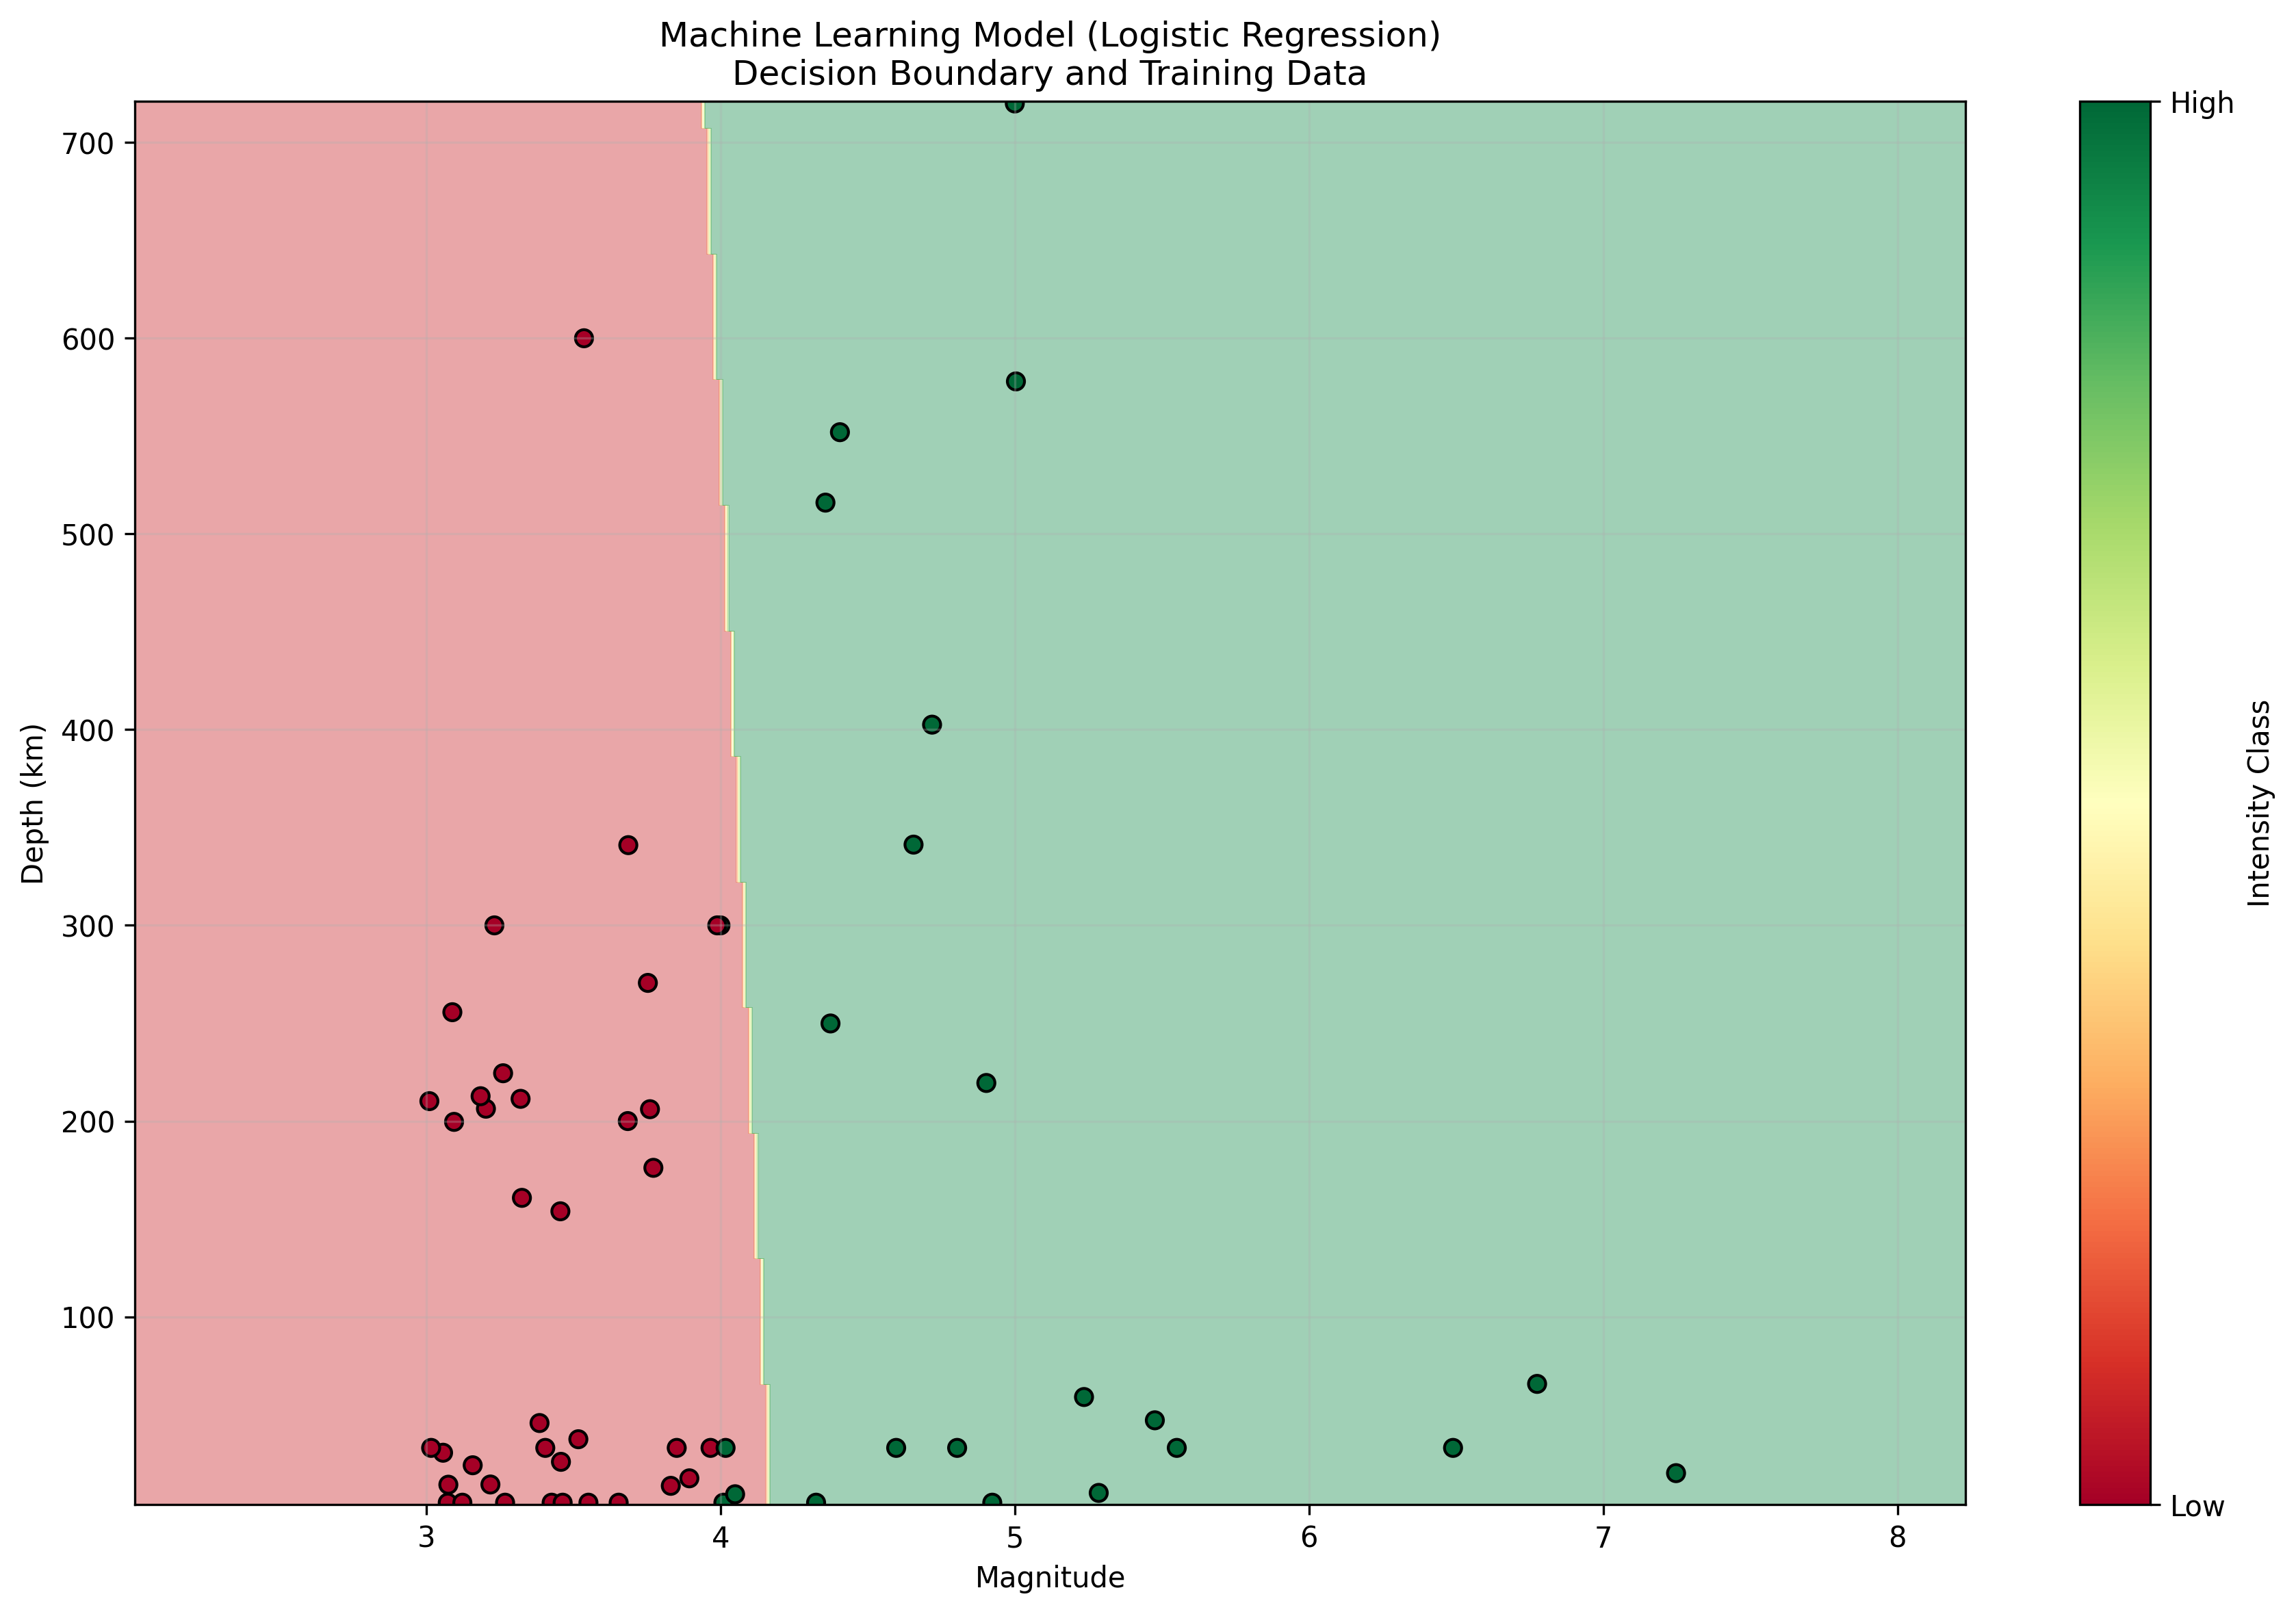 Machine Learning Model (Logistic Regression)
Decision Boundary and Training Data
High
700
600
500
400
300
200
100
Depth (km)
Intensity Class
Low
3 4 5 6 7 8
Magnitude